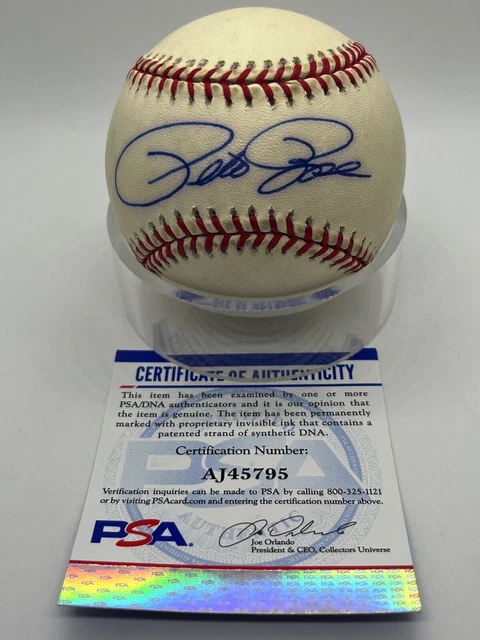 Pete Rose
CERTIFICATE OF AUTHENTICITY
This item has been examined by one or more
PSA/DNA authenticators and it is our opinion that
the item is genuine. The item has been permanently
marked with proprietary invisible ink that contains a
patented strand of synthetic DNA.
Certification Number:
AJ45795
Verification inquiries can be made to PSA by calling 800-325-1121
or by visiting PSAcard.com and entering the certification number above.
PSA
AUTHENTIC
PSA.
Joe Orlando
President & CEO, Collectors Universe